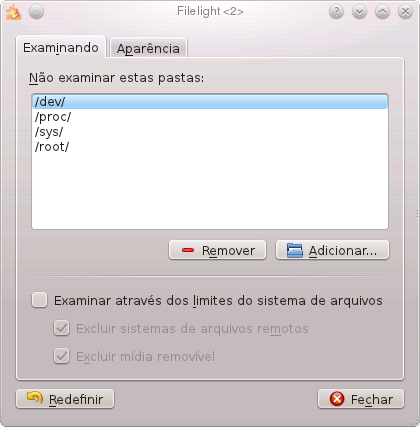 Filelight <2>
Examinando
Aparência
Não examinar estas pastas:
/dev/
/proc/
/sys/
/root/
Remover
Adicionar...
Examinar através dos limites do sistema de arquivos
Excluir sistemas de arquivos remotos
Excluir mídia removível
Redefinir
Fechar